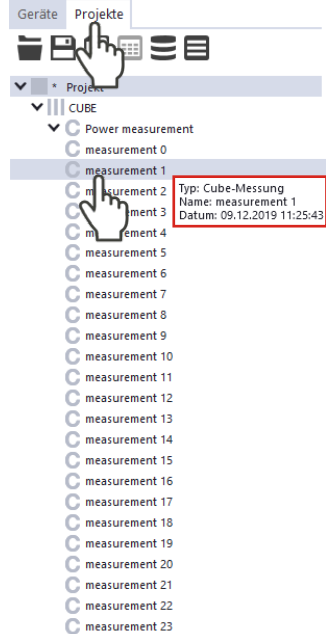 Geräte Projekte
* Projekt
CUBE
Power measurement
measurement 0
measurement 1
measurement 2
Typ: Cube-Messung
Name: measurement 1
Datum: 09.12.2019 11:25:43
measurement 3
measurement 4
measurement 5
measurement 6
measurement 7
measurement 8
measurement 9
measurement 10
measurement 11
measurement 12
measurement 13
measurement 14
measurement 15
measurement 16
measurement 17
measurement 18
measurement 19
measurement 20
measurement 21
measurement 22
measurement 23